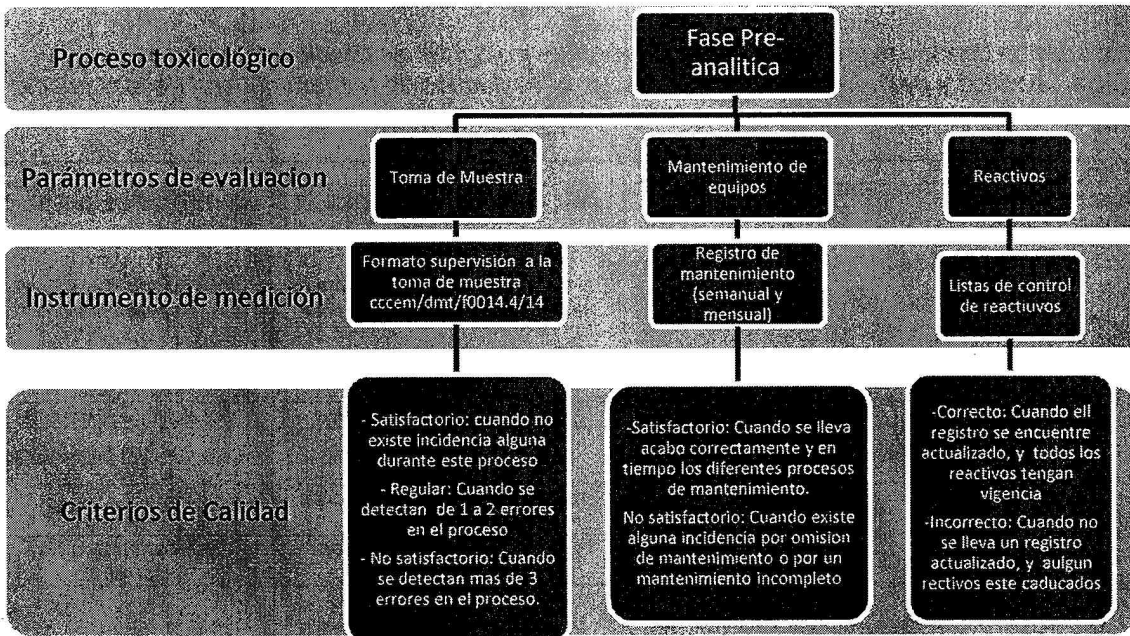 Proceso toxicológico
Fase Pre-
analitica
Parámetros de evaluacion
Toma de Muestra
Mantenimiento de
equipos
Reactivos
Instrumento de medición
Formato supervisión a la
toma de muestra
cccem/dmt/f0014.4/14
Registro de
mantenimiento
(semanual y
mensual)
Listas de control
de reactiuvos
Criterios de Calidad
- Satisfactorio: cuando no
existe incidencia alguna
durante este proceso
- Regular: Cuando se
detectan de 1 a 2 errores
en el proceso
- No satisfactorio: Cuando
se detectan mas de 3
errores en el proceso.
-Satisfactorio: Cuando se lleva
acabo correctamente y en
tiempo los diferentes procesos
de mantenimiento.
No satisfactorio: Cuando existe
alguna incidencia por omision
de mantenimiento o por un
mantenimiento incompleto
-Correcto: Cuando ell
registro se encuentre
actualizado, y todos los
reactivos tengan
vigencia
-Incorrecto: Cuando no
se lleva un registro
actualizado, y aulgun
rectivos este caducados